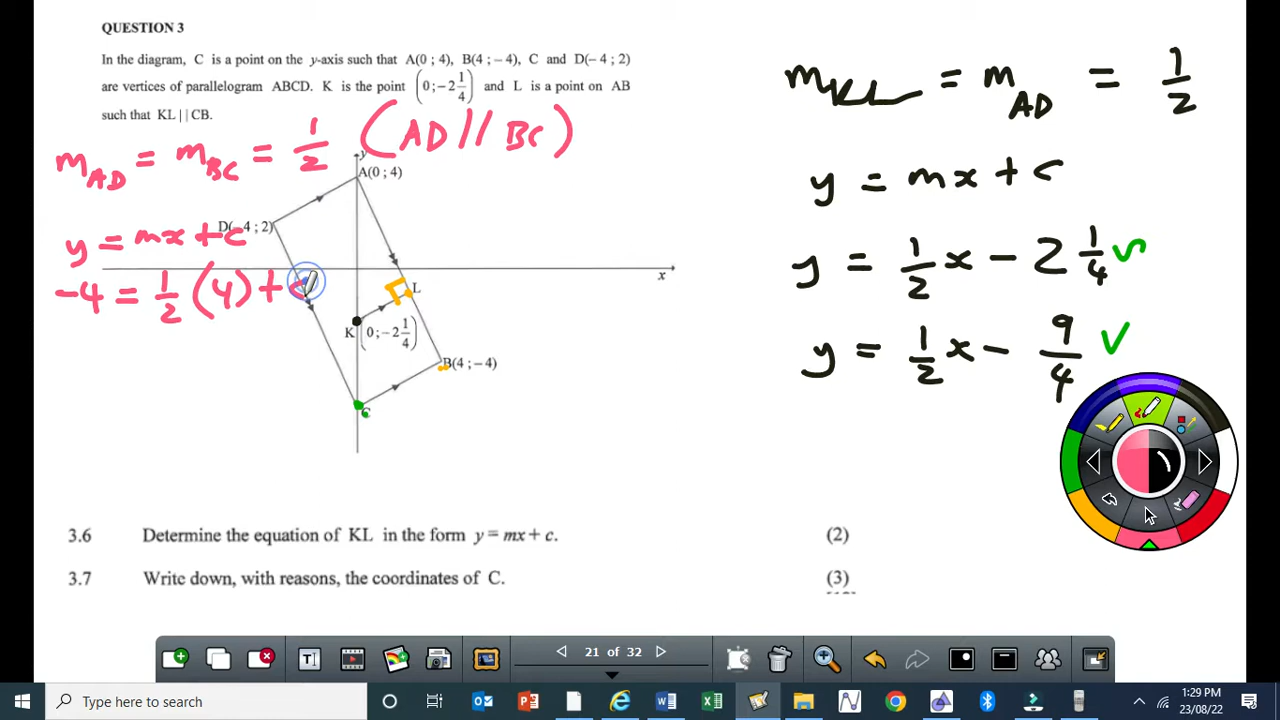 QUESTION 3
In the diagram, C is a point on the y-axis such that A(0 ; 4), B(4 ; – 4), C and D(– 4 ; 2)
are vertices of parallelogram ABCD. K is the point (0;–2 1/4) and L is a point on AB
such that KL || CB.
m AD = m BC = 1/2 (AD // BC)
y = mx + c
-4 = 1/2 (4) + c
y
A(0 ; 4)
D(– 4 ; 2)
x
L
K (0;–2 1/4)
B(4 ; – 4)
C
m KL = m AD = 1/2
y = mx + c
y = 1/2 x - 2 1/4
y = 1/2 x - 9/4
3.6 Determine the equation of KL in the form y = mx + c. (2)
3.7 Write down, with reasons, the coordinates of C. (3)
21 of 32
Type here to search
1:29 PM
23/08/22